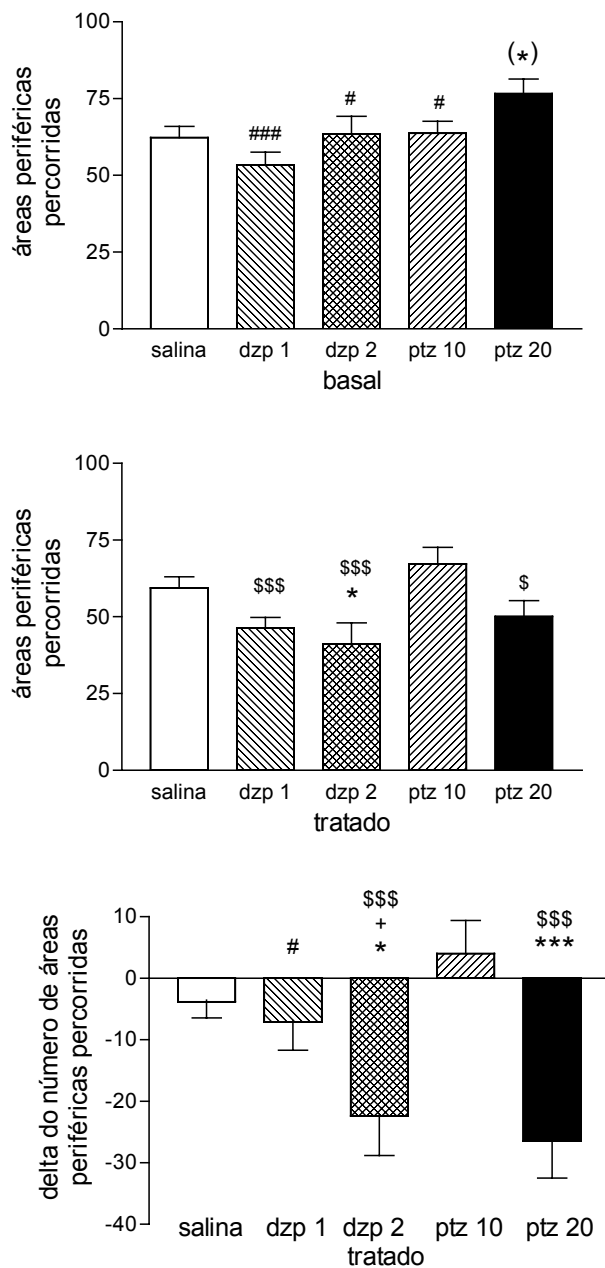 áreas periféricas
percorridas
100
75
50
25
0
###
#
#
(*)
salina dzp 1 dzp 2 ptz 10 ptz 20
basal
áreas periféricas
percorridas
100
75
50
25
0
$$$
$$$
*
$
salina dzp 1 dzp 2 ptz 10 ptz 20
tratado
delta do número de áreas
periféricas percorridas
10
0
-10
-20
-30
-40
#
$$$
+
*
$$$
***
salina dzp 1 dzp 2 ptz 10 ptz 20
tratado